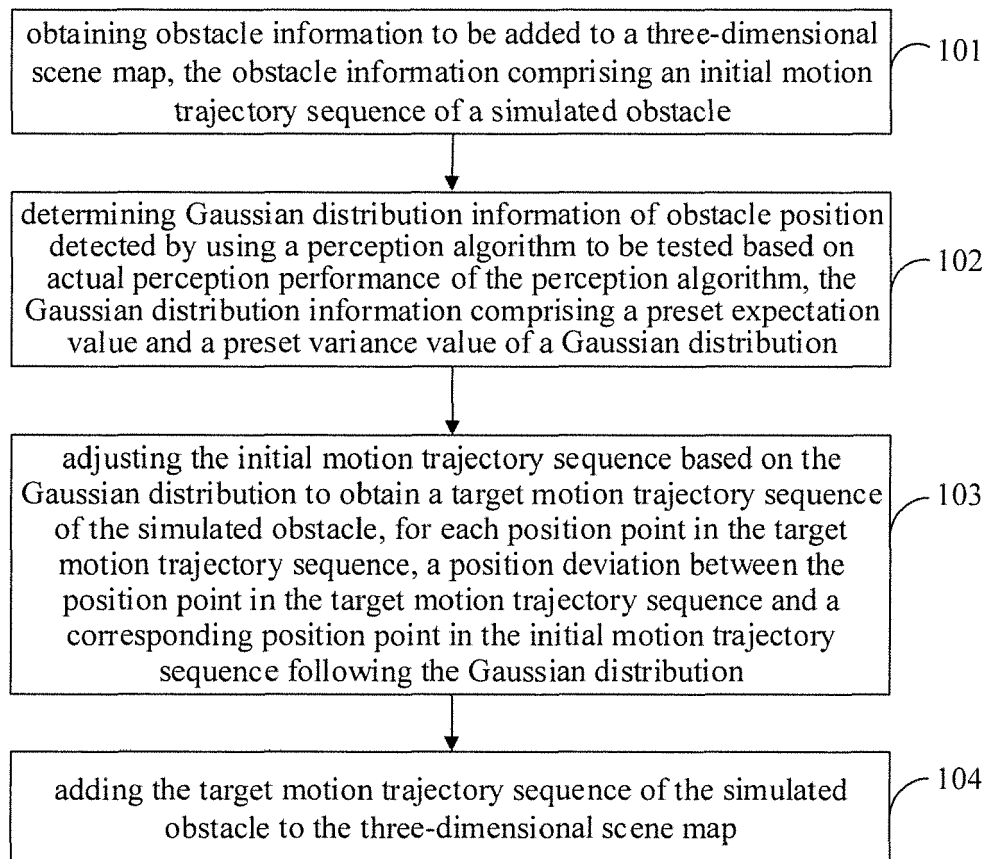 obtaining obstacle information to be added to a three-dimensional
scene map, the obstacle information comprising an initial motion
trajectory sequence of a simulated obstacle
101
determining Gaussian distribution information of obstacle position
detected by using a perception algorithm to be tested based on
actual perception performance of the perception algorithm, the
Gaussian distribution information comprising a preset expectation
value and a preset variance value of a Gaussian distribution
102
adjusting the initial motion trajectory sequence based on the
Gaussian distribution to obtain a target motion trajectory sequence
of the simulated obstacle, for each position point in the target
motion trajectory sequence, a position deviation between the
position point in the target motion trajectory sequence and a
corresponding position point in the initial motion trajectory
sequence following the Gaussian distribution
103
adding the target motion trajectory sequence of the simulated
obstacle to the three-dimensional scene map
104